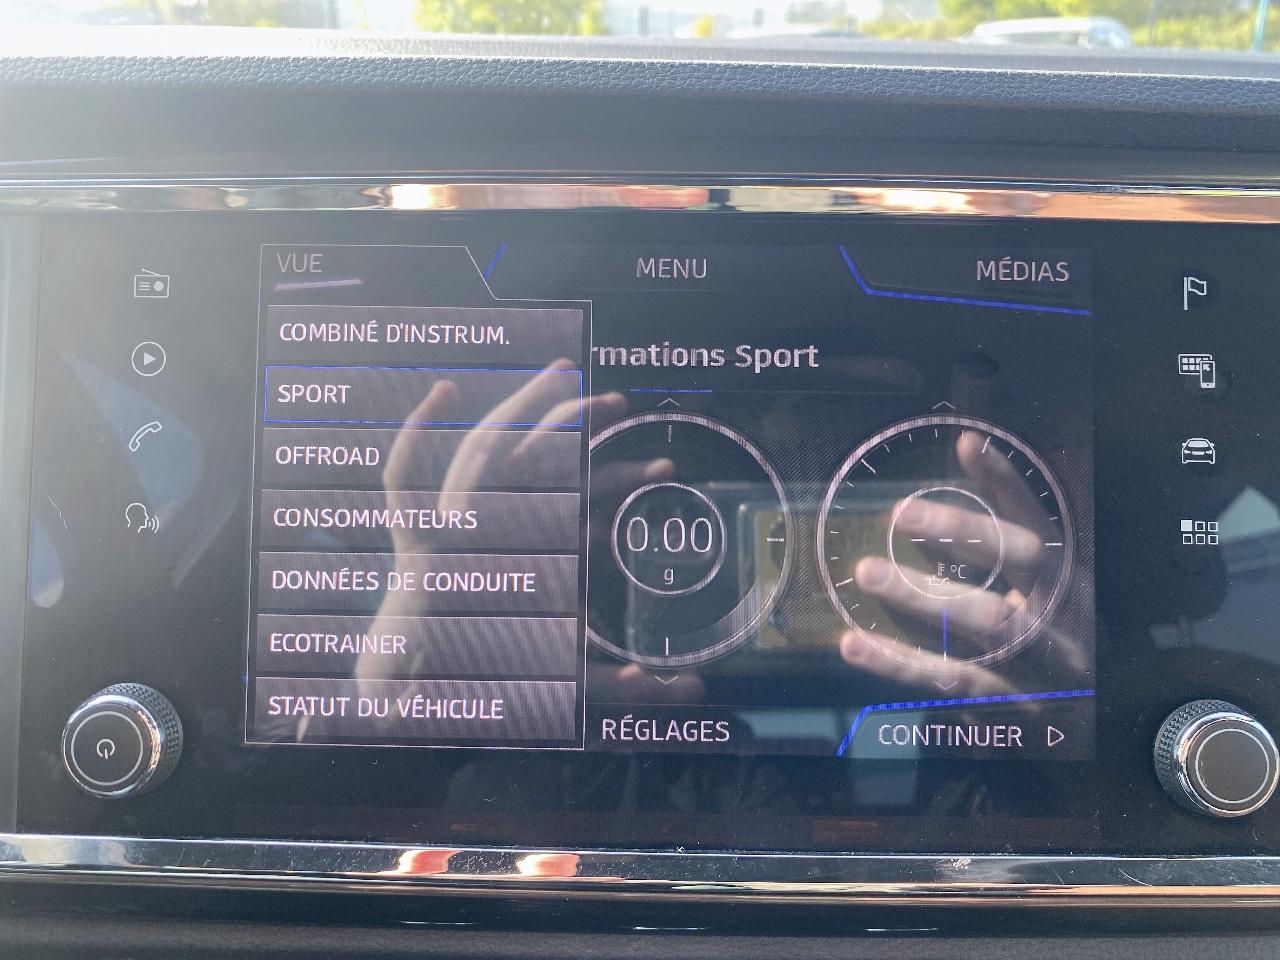 VUE
MENU
MÉDIAS
COMBINÉ D'INSTRUM.
rmations Sport
SPORT
OFFROAD
CONSOMMATEURS
0.00
g
- - - -
°C
DONNÉES DE CONDUITE
ECOTRAINER
STATUT DU VÉHICULE
RÉGLAGES
CONTINUER